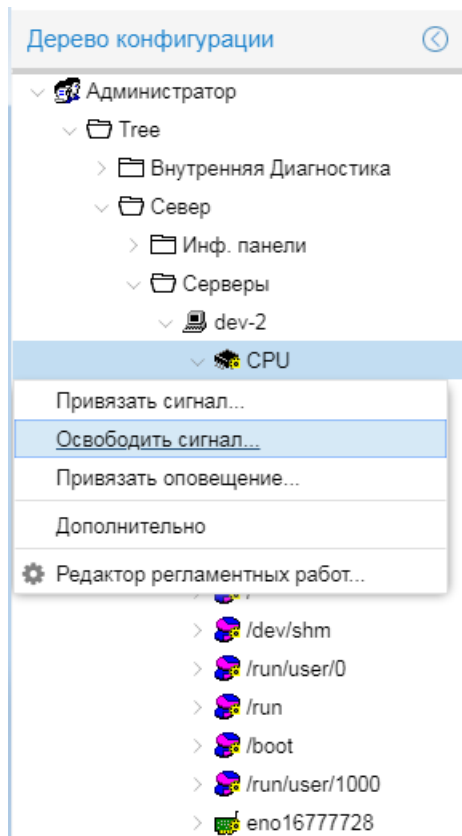 Дерево конфигурации
Администратор
Tree
Внутренняя Диагностика
Север
Инф. панели
Серверы
dev-2
CPU
Привязать сигнал...
Освободить сигнал...
Привязать оповещение...
Дополнительно
Редактор регламентных работ...
/
/dev/shm
/run/user/0
/run
/boot
/run/user/1000
eno16777728